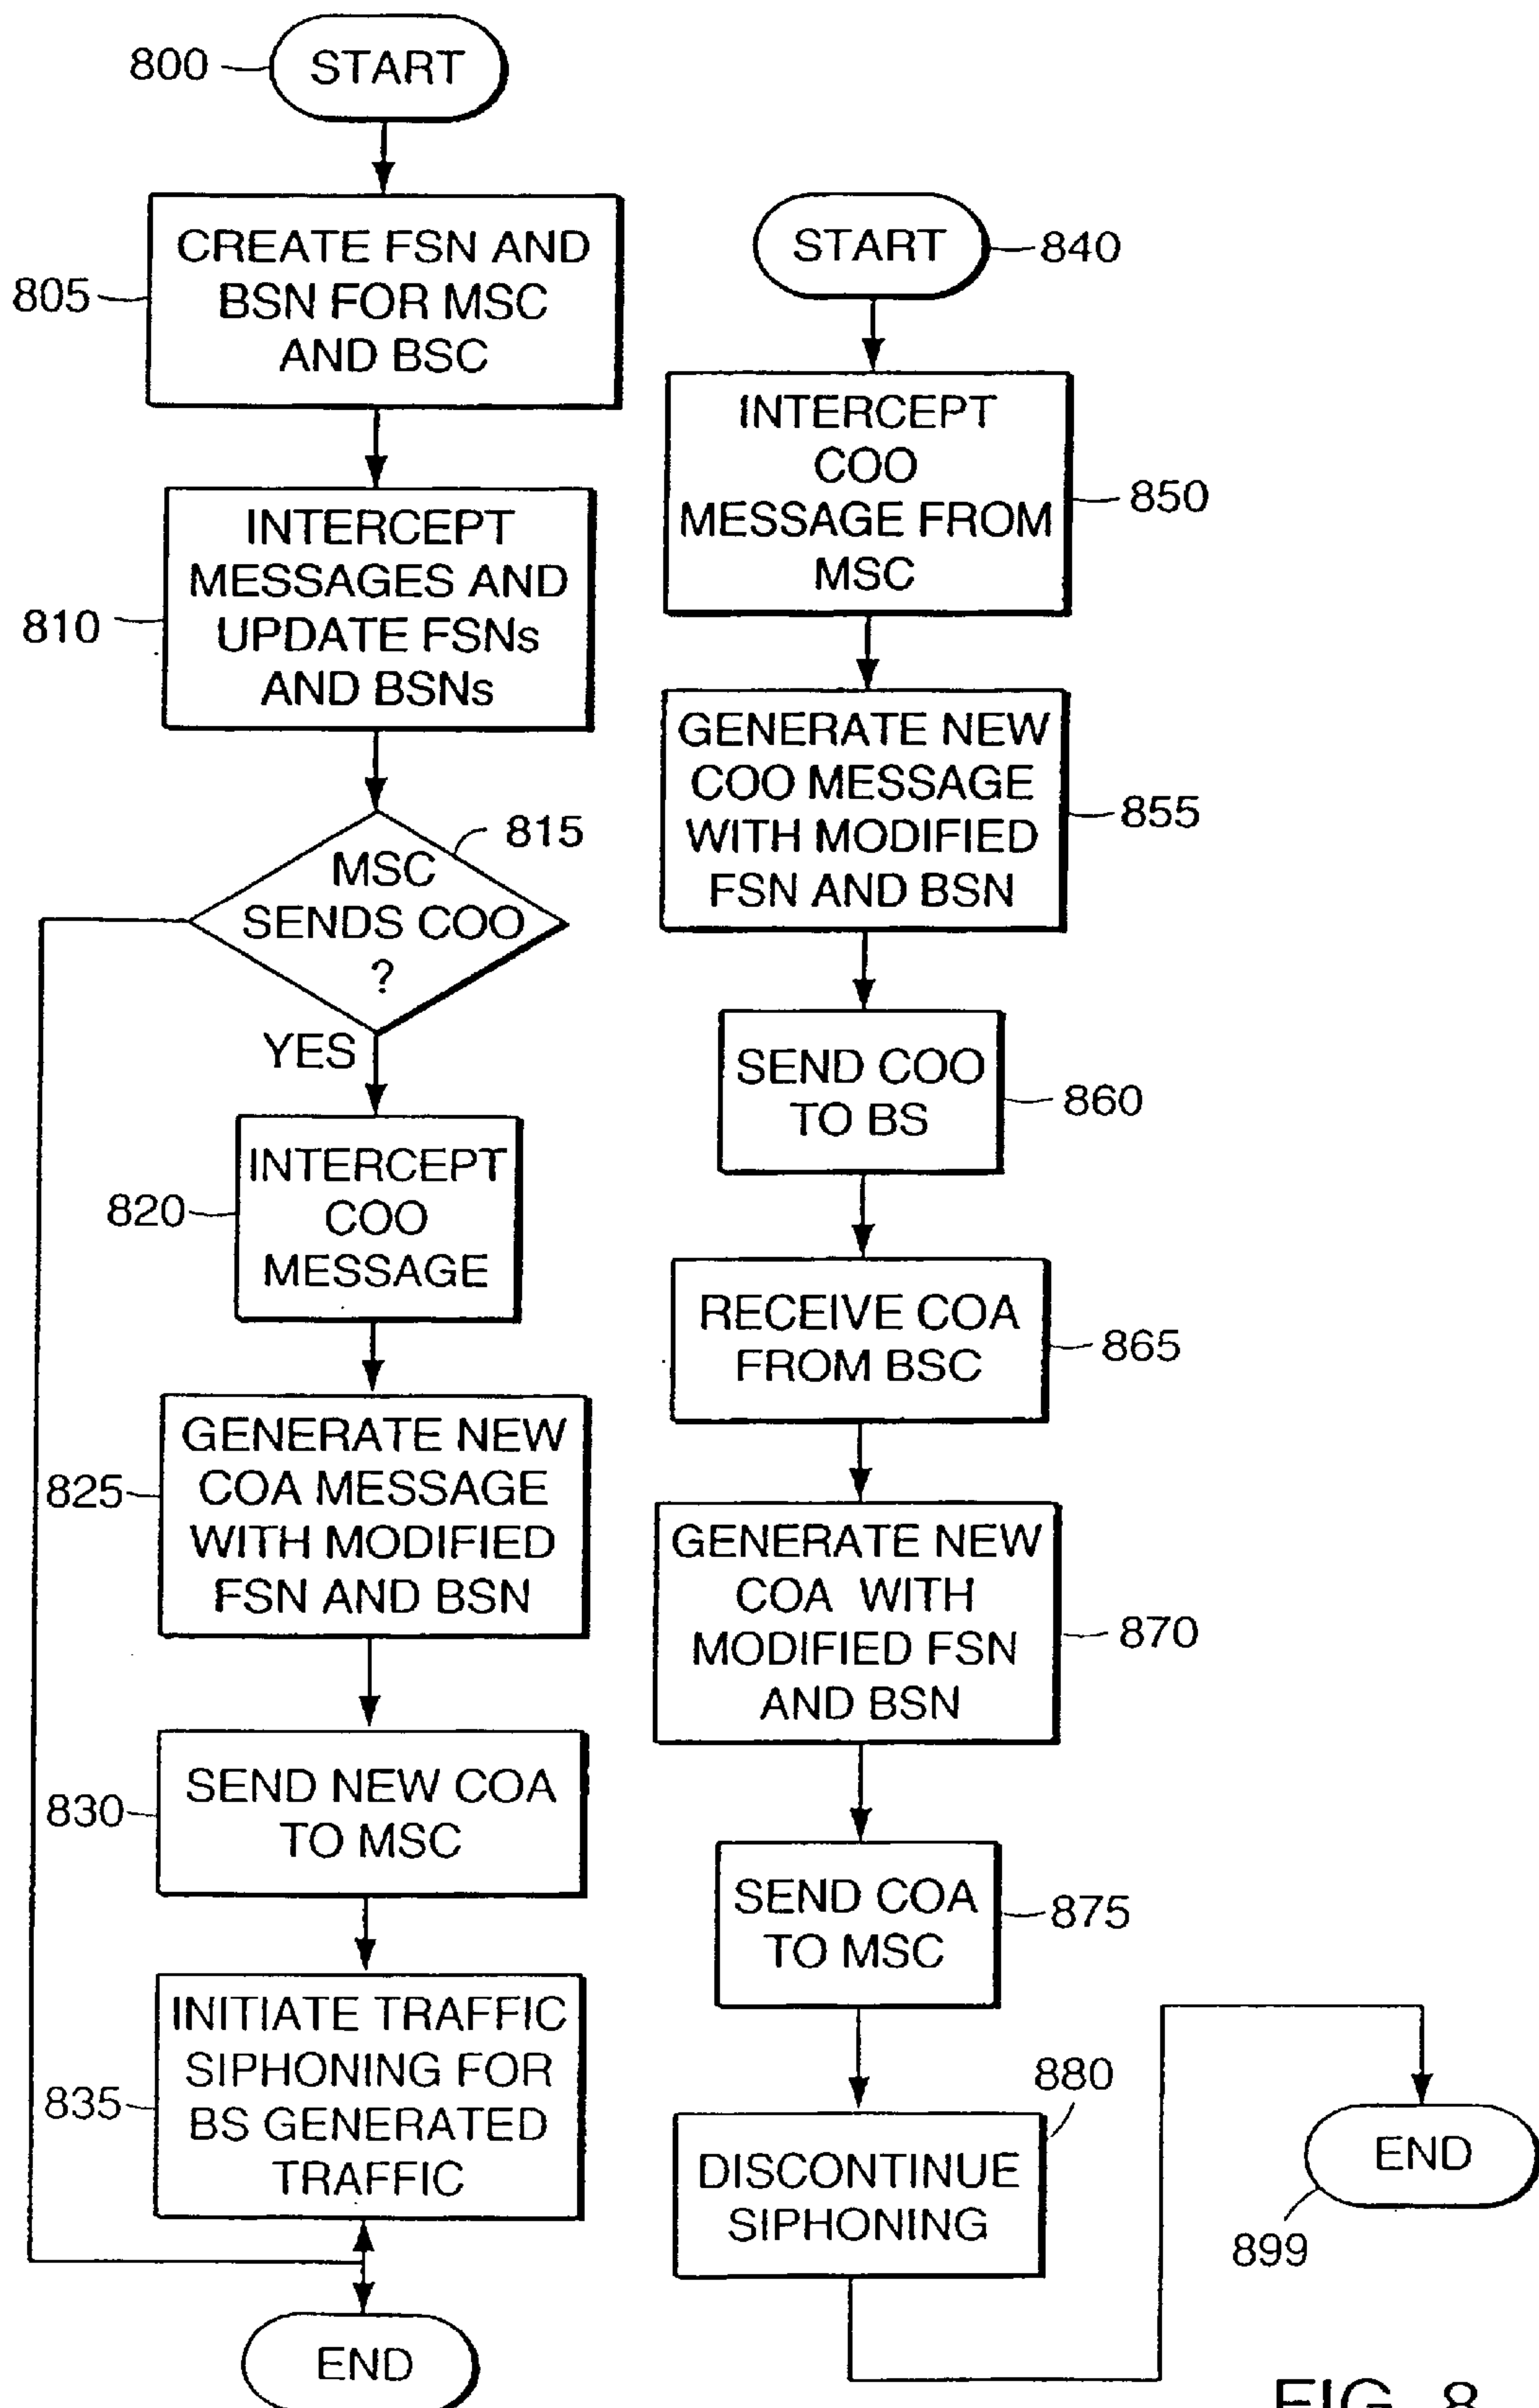 800
START
805
CREATE FSN AND
BSN FOR MSC
AND BSC
810
INTERCEPT
MESSAGES AND
UPDATE FSNs
AND BSNs
815
MSC
SENDS COO
?
YES
820
INTERCEPT
COO
MESSAGE
825
GENERATE NEW
COA MESSAGE
WITH MODIFIED
FSN AND BSN
830
SEND NEW COA
TO MSC
835
INITIATE TRAFFIC
SIPHONING FOR
BS GENERATED
TRAFFIC
END
START
840
INTERCEPT
COO
MESSAGE FROM
MSC
850
GENERATE NEW
COO MESSAGE
WITH MODIFIED
FSN AND BSN
855
SEND COO
TO BS
860
RECEIVE COA
FROM BSC
865
GENERATE NEW
COA WITH
MODIFIED FSN
AND BSN
870
SEND COA
TO MSC
875
880
DISCONTINUE
SIPHONING
END
899
FIG. 8